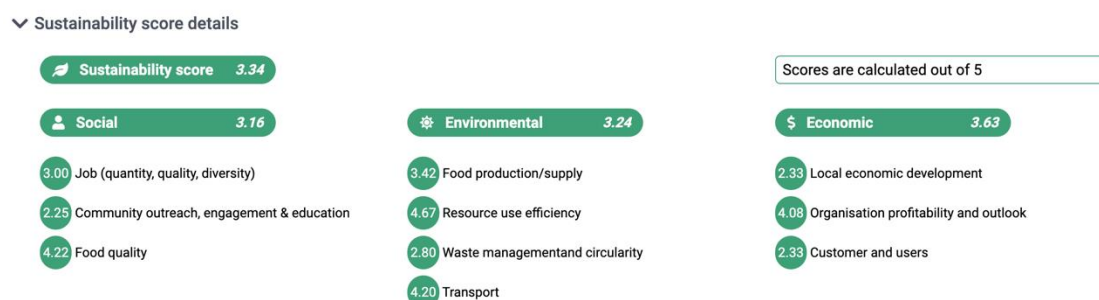 Sustainability score details
Sustainability score 3.34
Scores are calculated out of 5
Social 3.16
3.00 Job (quantity, quality, diversity)
2.25 Community outreach, engagement & education
4.22 Food quality
Environmental 3.24
3.42 Food production/supply
4.67 Resource use efficiency
2.80 Waste managementand circularity
4.20 Transport
$ Economic 3.63
2.33 Local economic development
4.08 Organisation profitability and outlook
2.33 Customer and users